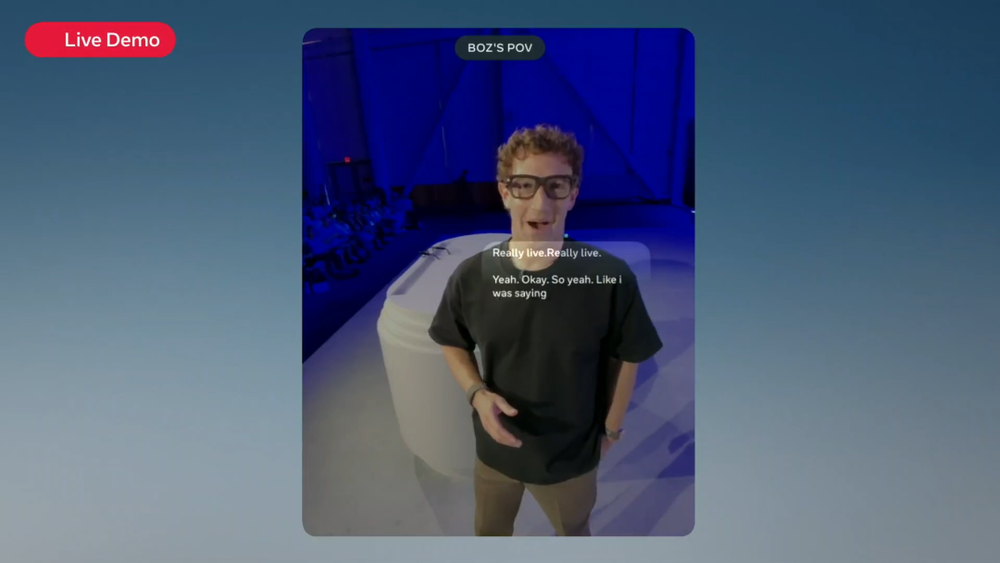 Live Demo
BOZ'S POV
Really live.Really live.
Yeah. Okay. So yeah. Like i
was saying